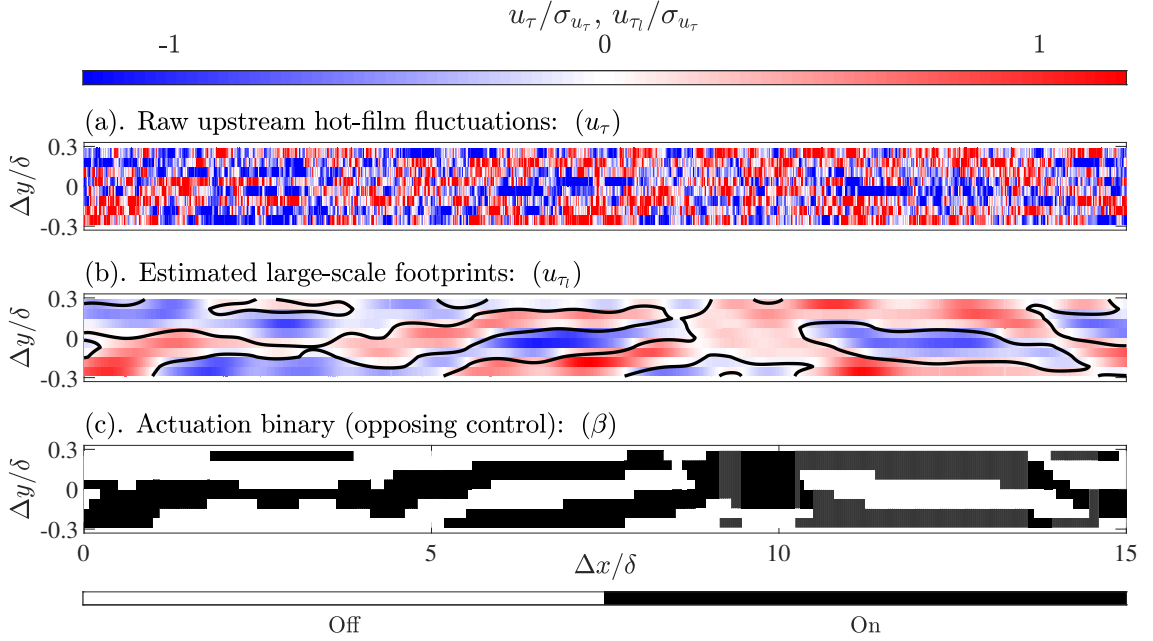 u_τ/σ_{u_τ}, u_{τ_l}/σ_{u_τ}
-1 0 1
(a). Raw upstream hot-film fluctuations: (u_τ)
0.3
Δy/δ
0
-0.3
(b). Estimated large-scale footprints: (u_{τ_l})
0.3
Δy/δ
0
-0.3
(c). Actuation binary (opposing control): (β)
0.3
Δy/δ
0
-0.3
0 5 10 15
Δx/δ
Off On